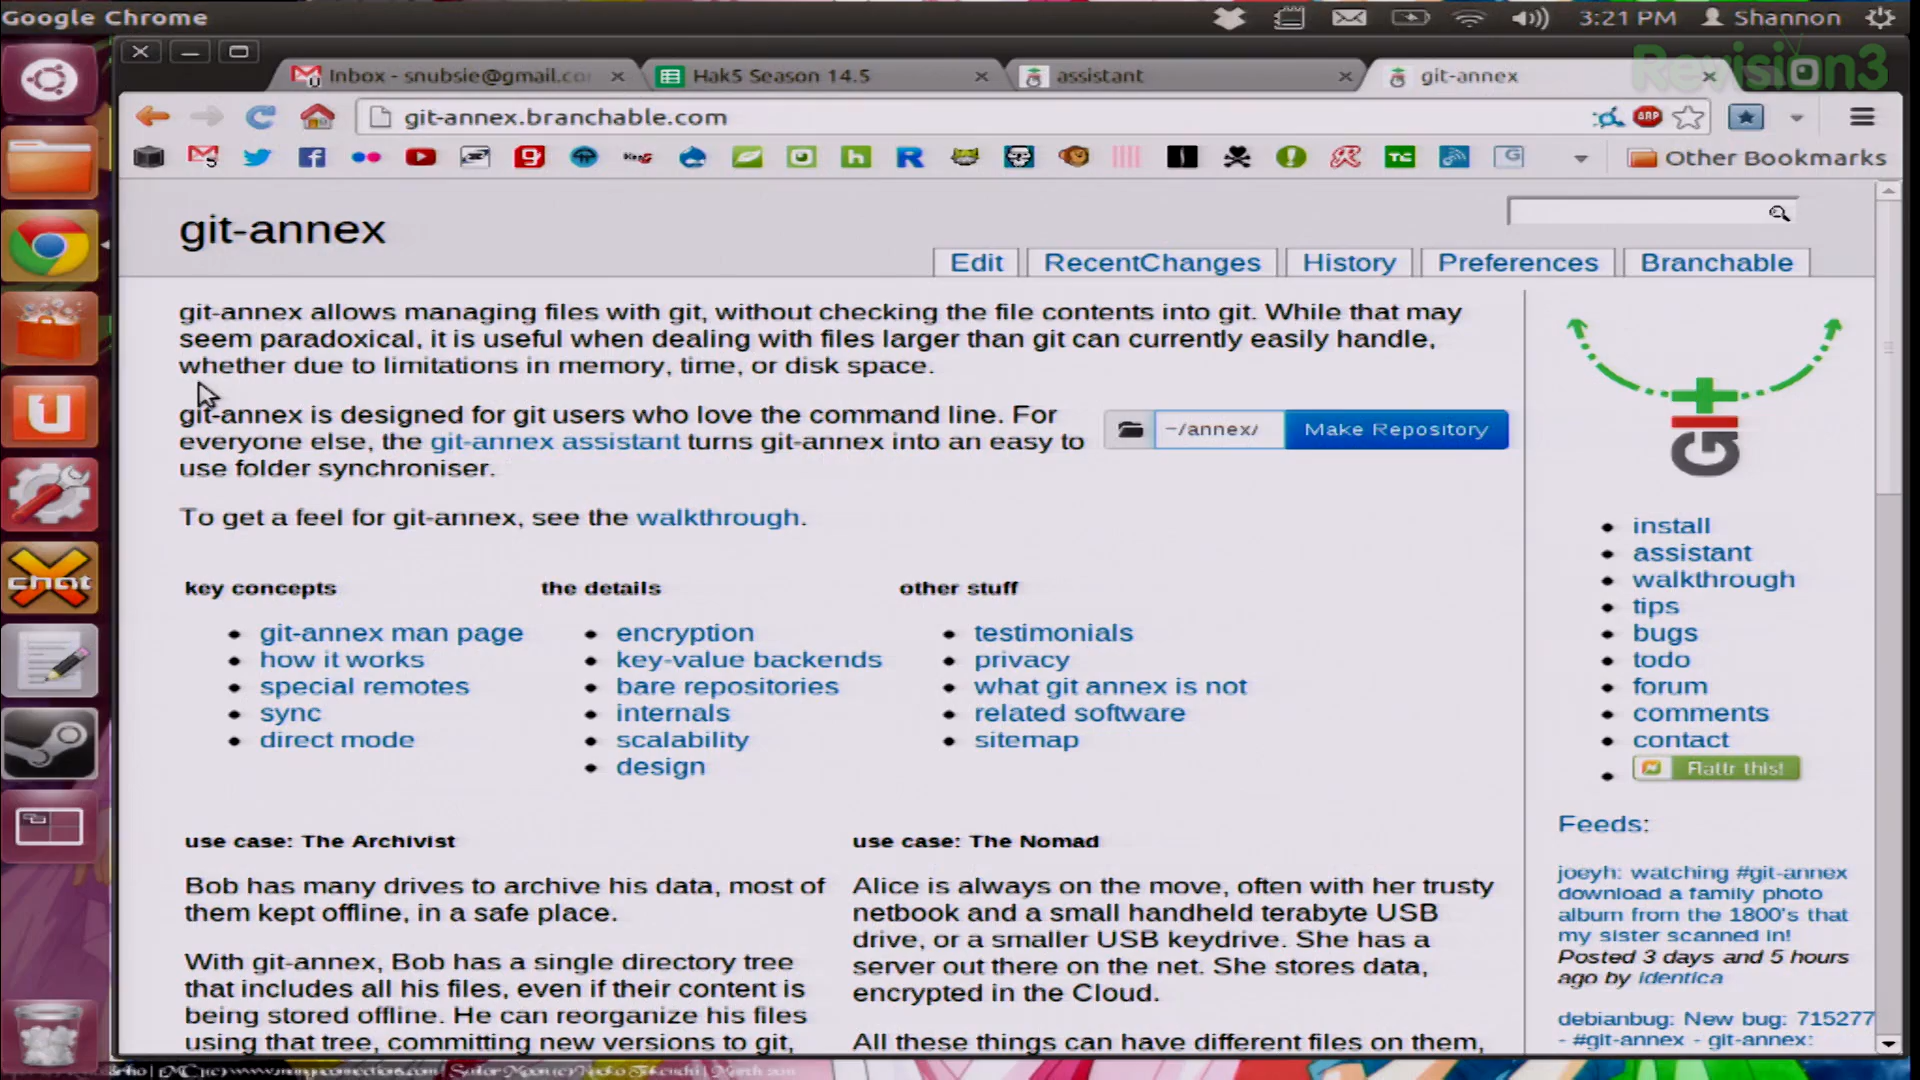 Google Chrome
3:21 PM
Shannon
Revision3
Inbox - snubsie@gmail.co
Hak5 Season 14.5
assistant
git-annex
git-annex.branchable.com
ABP
Other Bookmarks
git-annex
Edit
RecentChanges
History
Preferences
Branchable
git-annex allows managing files with git, without checking the file contents into git. While that may
seem paradoxical, it is useful when dealing with files larger than git can currently easily handle,
whether due to limitations in memory, time, or disk space.
git-annex is designed for git users who love the command line. For
everyone else, the git-annex assistant turns git-annex into an easy to
use folder synchroniser.
~/annex/
Make Repository
To get a feel for git-annex, see the walkthrough.
key concepts
git-annex man page
how it works
special remotes
sync
direct mode
the details
encryption
key-value backends
bare repositories
internals
scalability
design
other stuff
testimonials
privacy
what git annex is not
related software
sitemap
use case: The Archivist
Bob has many drives to archive his data, most of
them kept offline, in a safe place.
With git-annex, Bob has a single directory tree
that includes all his files, even if their content is
being stored offline. He can reorganize his files
using that tree, committing new versions to git,
use case: The Nomad
Alice is always on the move, often with her trusty
netbook and a small handheld terabyte USB
drive, or a smaller USB keydrive. She has a
server out there on the net. She stores data,
encrypted in the Cloud.
All these things can have different files on them,
install
assistant
walkthrough
tips
bugs
todo
forum
comments
contact
Flattr this!
Feeds:
joeyh: watching #git-annex
download a family photo
album from the 1800's that
my sister scanned in!
Posted 3 days and 5 hours
ago by identica
debianbug: New bug: 715277
- #git-annex - git-annex:
chat